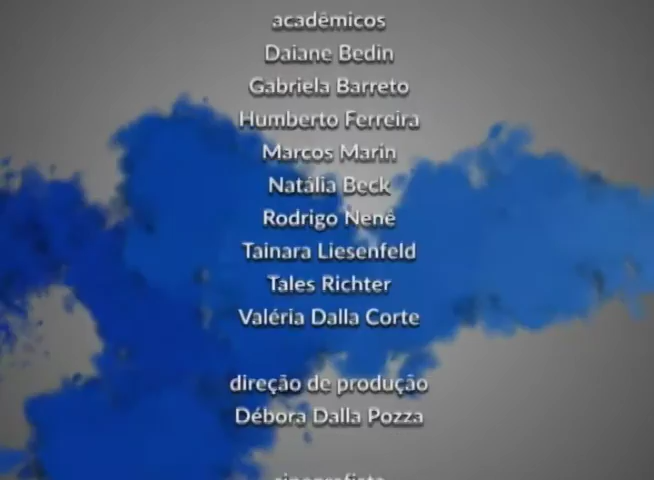 acadêmicos
Daiane Bedin
Gabriela Barreto
Humberto Ferreira
Marcos Marin
Natália Beck
Rodrigo Nenê
Tainara Liesenfeld
Tales Richter
Valéria Dalla Corte
direção de produção
Débora Dalla Pozza